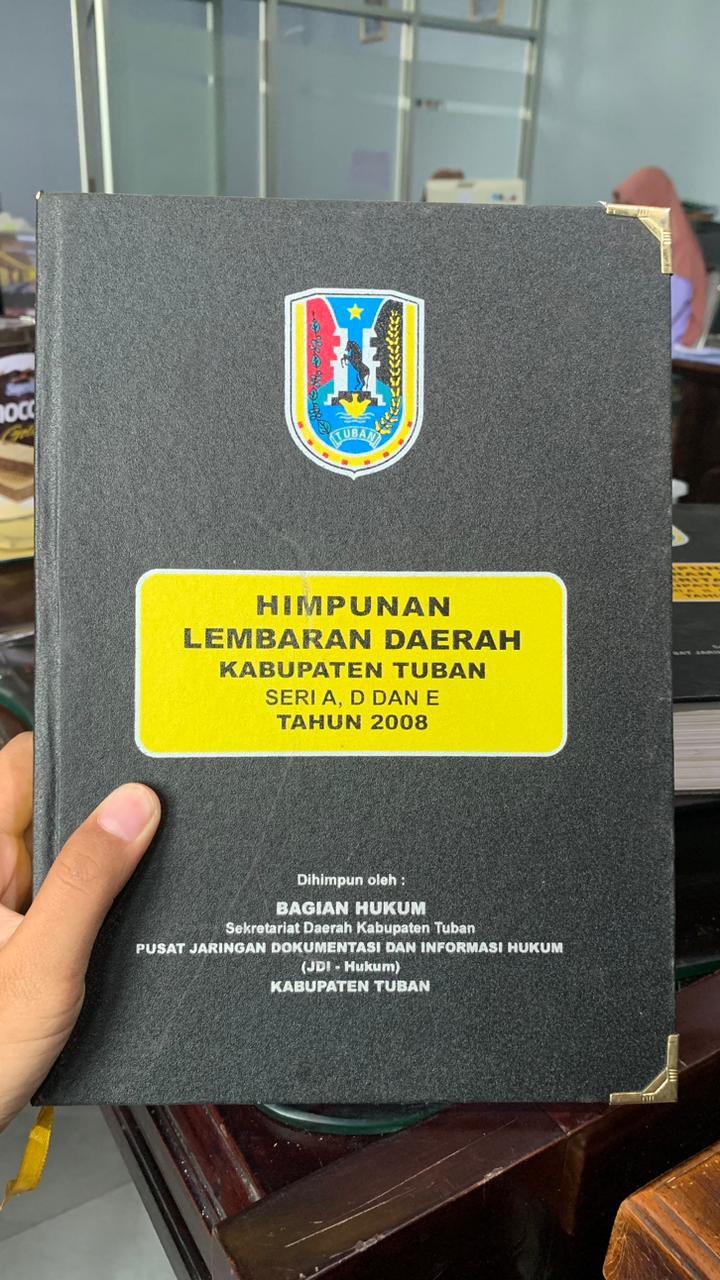 TUBAN
HIMPUNAN
LEMBARAN DAERAH
KABUPATEN TUBAN
SERI A, D DAN E
TAHUN 2008
Dihimpun oleh :
BAGIAN HUKUM
Sekretariat Daerah Kabupaten Tuban
PUSAT JARINGAN DOKUMENTASI DAN INFORMASI HUKUM
(JDI - Hukum)
KABUPATEN TUBAN